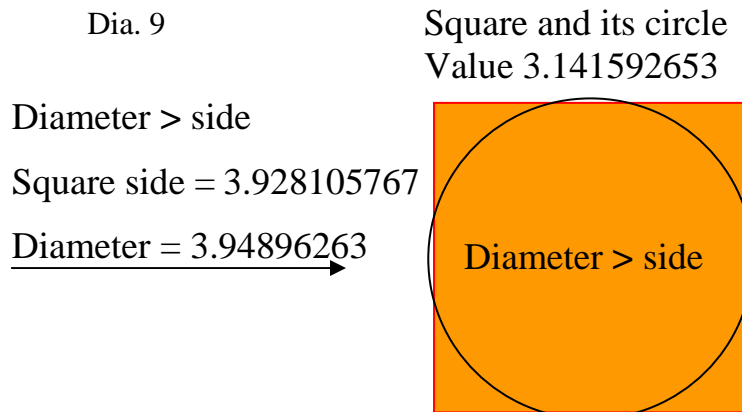 Dia. 9
Square and its circle
Value 3.141592653
Diameter > side
Square side = 3.928105767
Diameter = 3.94896263
Diameter > side